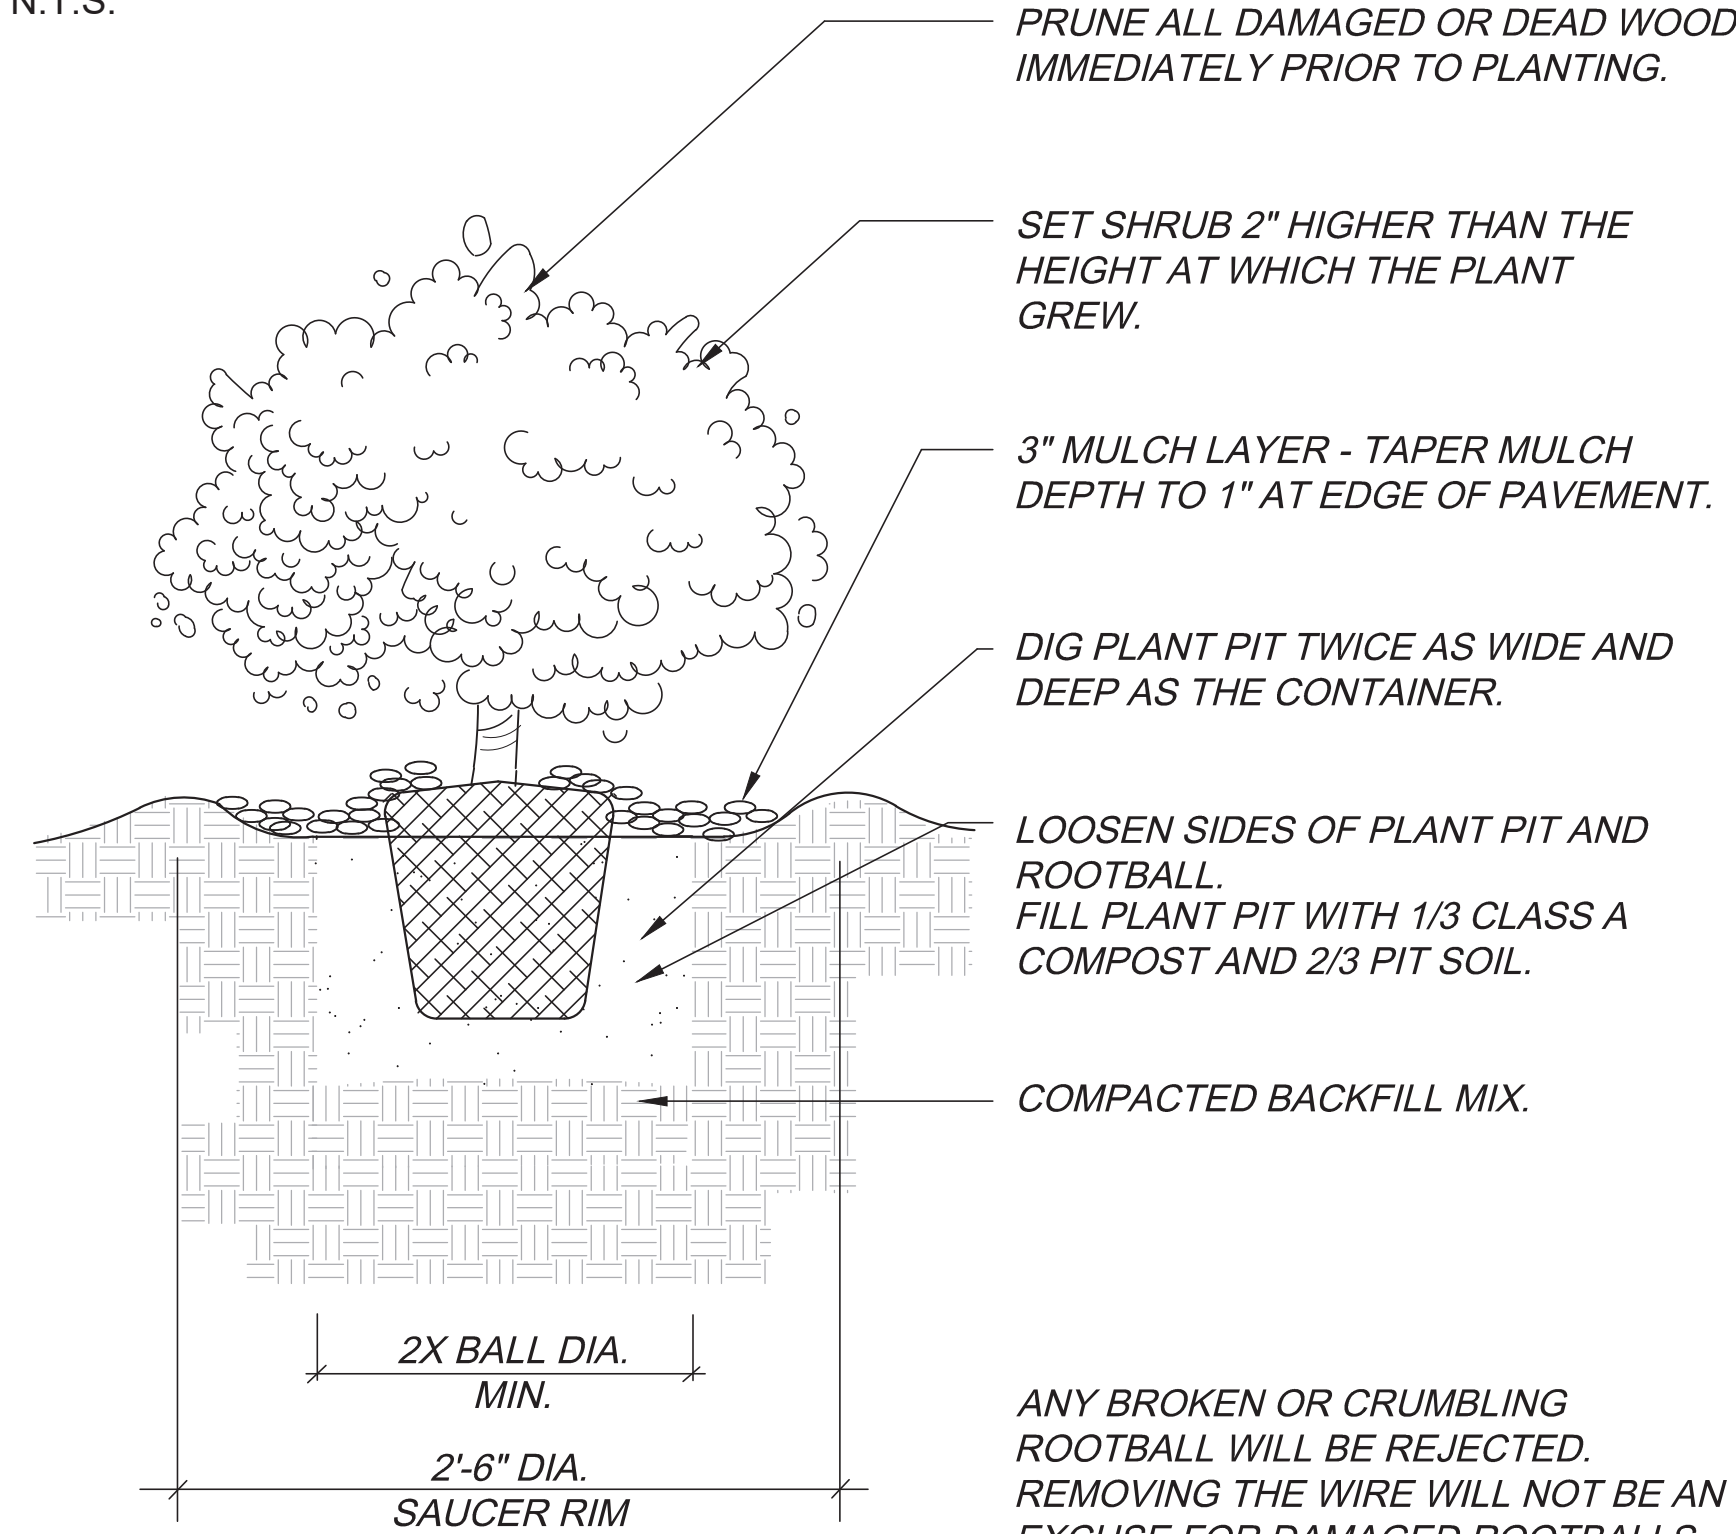 N.T.S.
PRUNE ALL DAMAGED OR DEAD WOOD
IMMEDIATELY PRIOR TO PLANTING.
SET SHRUB 2" HIGHER THAN THE
HEIGHT AT WHICH THE PLANT
GREW.
3" MULCH LAYER - TAPER MULCH
DEPTH TO 1" AT EDGE OF PAVEMENT.
DIG PLANT PIT TWICE AS WIDE AND
DEEP AS THE CONTAINER.
LOOSEN SIDES OF PLANT PIT AND
ROOTBALL.
FILL PLANT PIT WITH 1/3 CLASS A
COMPOST AND 2/3 PIT SOIL.
COMPACTED BACKFILL MIX.
2X BALL DIA.
MIN.
2'-6" DIA.
SAUCER RIM
ANY BROKEN OR CRUMBLING
ROOTBALL WILL BE REJECTED.
REMOVING THE WIRE WILL NOT BE AN
EXCUSE FOR DAMAGED ROOTBALLS